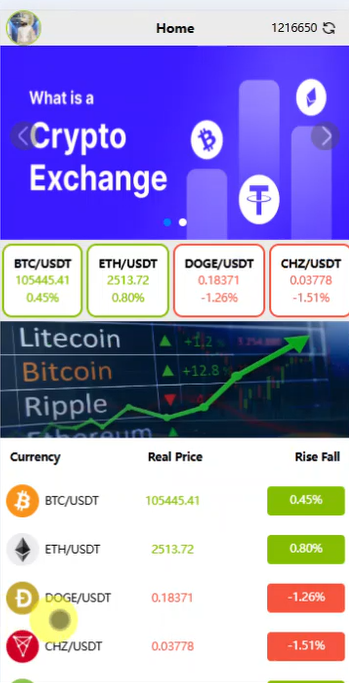 Home
1216650
What is a
Crypto
Exchange
BTC/USDT
105445.41
0.45%
ETH/USDT
2513.72
0.80%
DOGE/USDT
0.18371
-1.26%
CHZ/USDT
0.03778
-1.51%
Litecoin
+1.2
Bitcoin
+12.8 %
Ripple
Ethereum
Currency Real Price Rise Fall
BTC/USDT 105445.41 0.45%
ETH/USDT 2513.72 0.80%
DOGE/USDT 0.18371 -1.26%
CHZ/USDT 0.03778 -1.51%